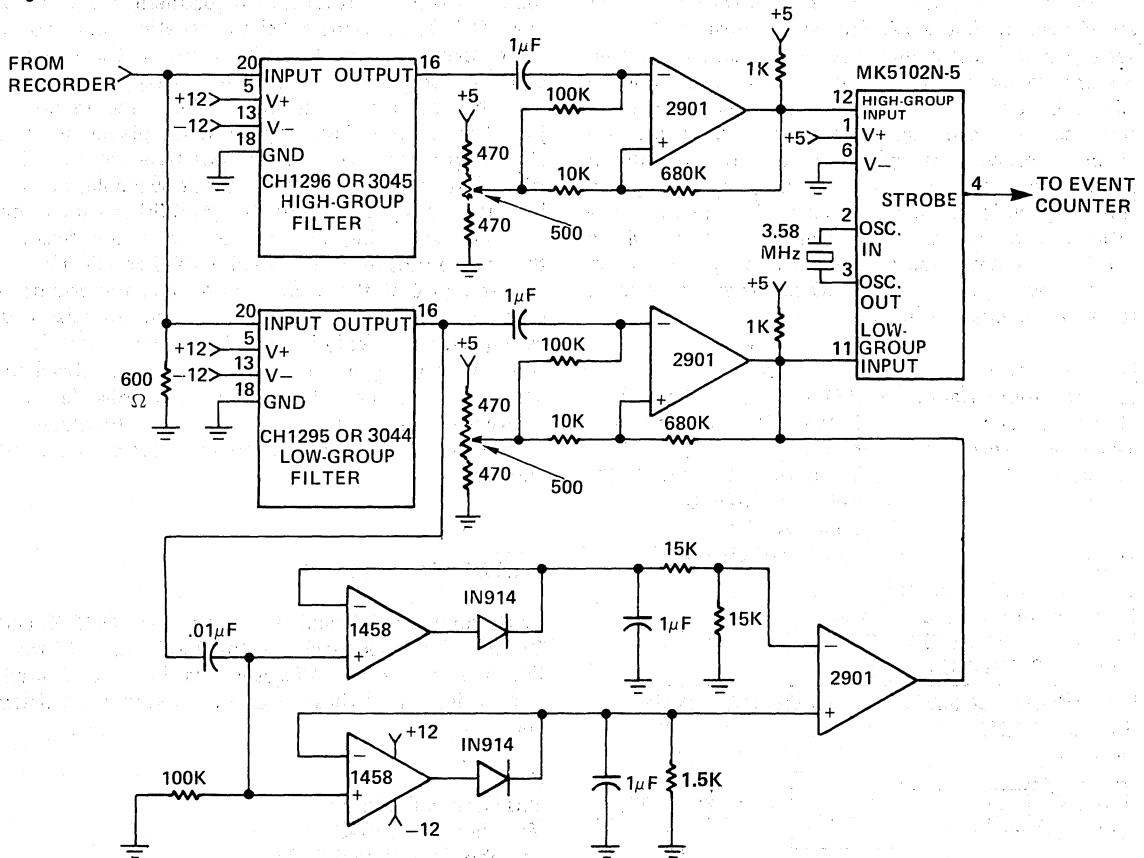 +5
FROM
RECORDER
20 INPUT OUTPUT 16
+12 5 V+
−12 13 V−
18 GND
CH1296 OR 3045
HIGH-GROUP
FILTER
1μF
100K
+5
470
10K
470
500
2901
−
+
680K
1K
MK5102N-5
12 HIGH-GROUP
INPUT
+5 1 V+
6 V−
STROBE 4
TO EVENT
COUNTER
2 OSC.
IN
3.58
MHz
3 OSC.
OUT
LOW-
GROUP
11 INPUT
20 INPUT OUTPUT 16
+12 5 V+
−12 13 V−
18 GND
600
Ω
CH1295 OR 3044
LOW-GROUP
FILTER
1μF
100K
+5
470
10K
470
500
2901
−
+
680K
+5
1K
.01μF
−
1458
+
IN914
1μF
15K
15K
−
2901
+
100K
−
1458
+
+12
−12
IN914
1μF
1.5K